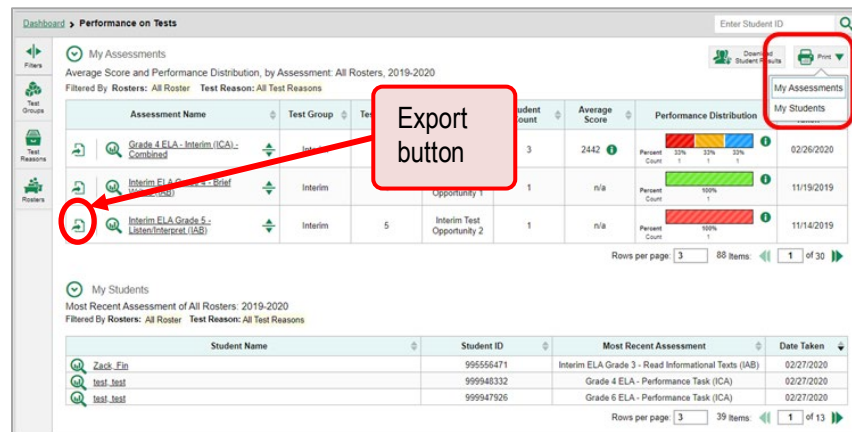 Dashboard > Performance on Tests
Enter Student ID
Filters
Test Groups
Test Reasons
Rosters
My Assessments
Average Score and Performance Distribution, by Assessment: All Rosters, 2019-2020
Filtered By Rosters: All Roster Test Reason: All Test Reasons
Download Student Results
Print
My Assessments
My Students
Export button
Assessment Name Test Group Student Count Average Score Performance Distribution
Grade 4 ELA - Interim (ICA) - Combined 3 2442 02/26/2020
Percent 33% 33% 33%
Count 1 1 1
Interim ELA Grade 4 - Brief Interim Opportunity 1 1 n/a 11/19/2019
Percent 100%
Count 1
Interim ELA Grade 5 - Listen/Interpret (IAB) Interim 5 Interim Test Opportunity 2 1 n/a 11/14/2019
Percent 100%
Count 1
Rows per page: 3 88 Items: 1 of 30
My Students
Most Recent Assessment of All Rosters: 2019-2020
Filtered By Rosters: All Roster Test Reason: All Test Reasons
Student Name Student ID Most Recent Assessment Date Taken
Zack, Fin 995556471 Interim ELA Grade 3 - Read Informational Texts (IAB) 02/27/2020
test, test 999948332 Grade 4 ELA - Performance Task (ICA) 02/27/2020
test, test 999947926 Grade 6 ELA - Performance Task (ICA) 02/27/2020
Rows per page: 3 39 Items: 1 of 13